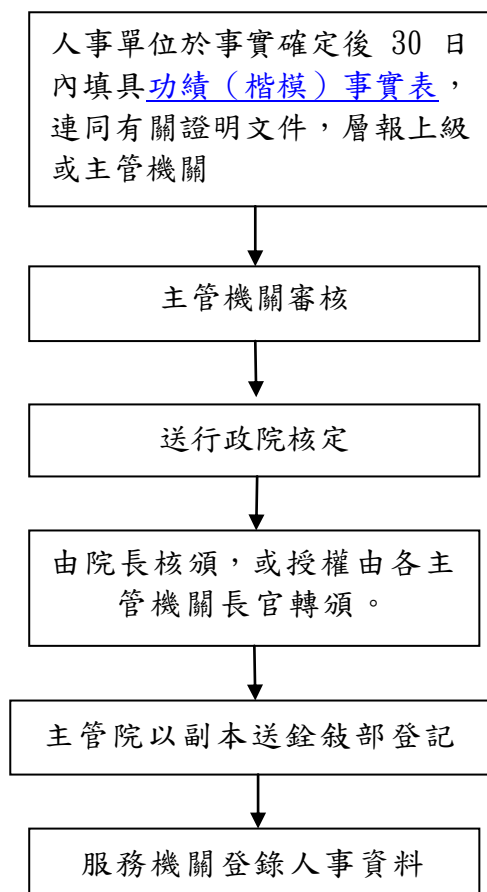 人事單位於事實確定後 30 日
內填具功績（楷模）事實表，
連同有關證明文件，層報上級
或主管機關
主管機關審核
送行政院核定
由院長核頒，或授權由各主
管機關長官轉頒。
主管院以副本送銓敍部登記
服務機關登錄人事資料